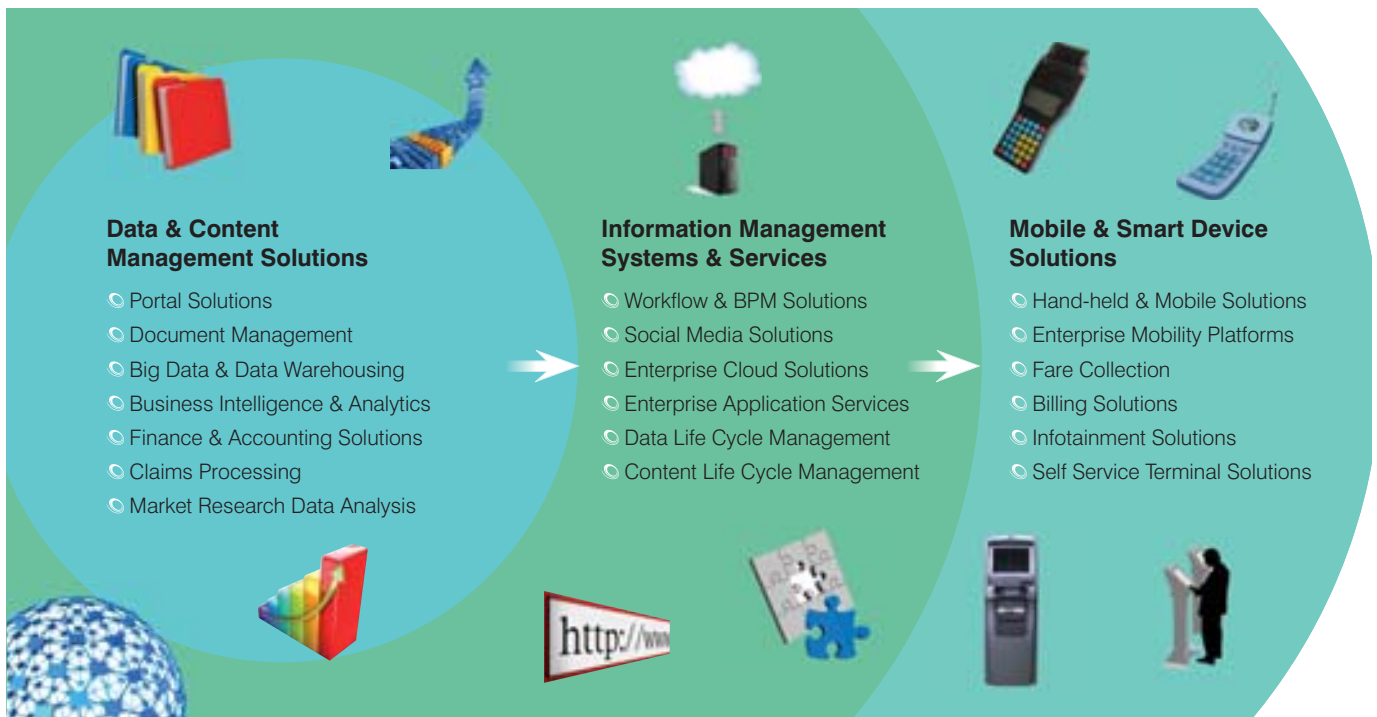 Data & Content
Management Solutions
Portal Solutions
Document Management
Big Data & Data Warehousing
Business Intelligence & Analytics
Finance & Accounting Solutions
Claims Processing
Market Research Data Analysis
Information Management
Systems & Services
Workflow & BPM Solutions
Social Media Solutions
Enterprise Cloud Solutions
Enterprise Application Services
Data Life Cycle Management
Content Life Cycle Management
Mobile & Smart Device
Solutions
Hand-held & Mobile Solutions
Enterprise Mobility Platforms
Fare Collection
Billing Solutions
Infotainment Solutions
Self Service Terminal Solutions
http://www